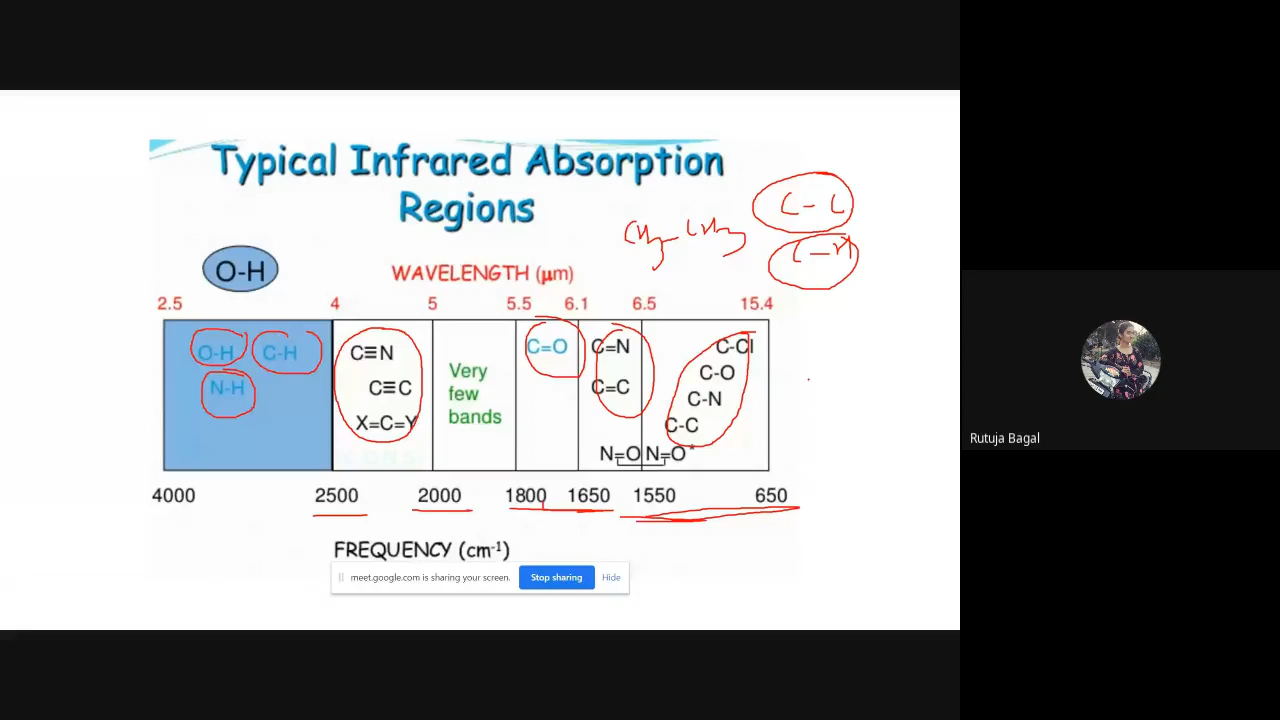 Typical Infrared Absorption
Regions
C-C
CH3-CH3
C-H
O-H
WAVELENGTH (μm)
2.5 4 5 5.5 6.1 6.5 15.4
O-H C-H C≡N C=O C=N C-Cl
N-H C≡C Very few bands C=C C-O
X=C=Y C-N
C-C
N=O N=O*
4000 2500 2000 1800 1650 1550 650
FREQUENCY (cm-1)
meet.google.com is sharing your screen. Stop sharing Hide
Rutuja Bagal